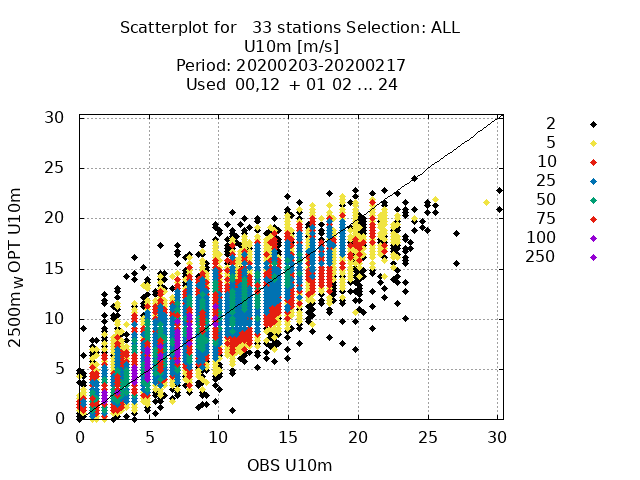 Scatterplot for 33 stations Selection: ALL
U10m [m/s]
Period: 20200203-20200217
Used 00,12 + 01 02 ... 24
30
25
20
15
10
5
0
2500m_W OPT U10m
0 5 10 15 20 25 30
OBS U10m
2
5
10
25
50
75
100
250